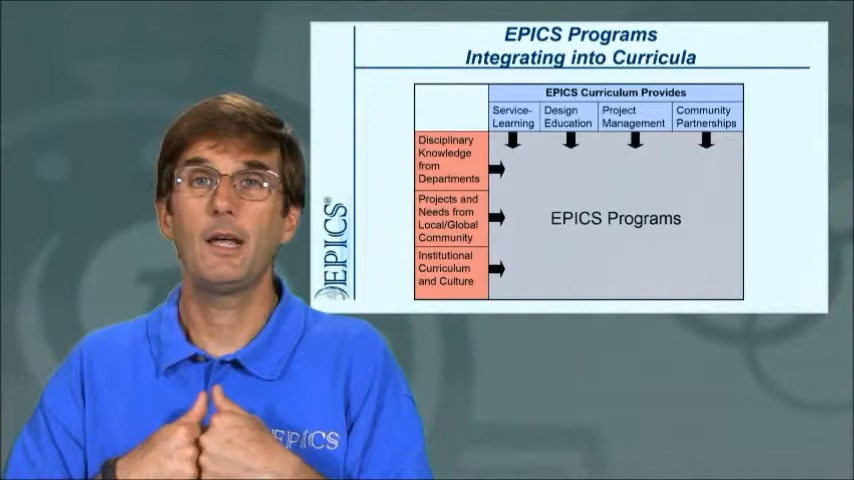 EPICS Programs
Integrating into Curricula
EPICS Curriculum Provides
Service-
Learning
Design
Education
Project
Management
Community
Partnerships
Disciplinary
Knowledge
from
Departments
Projects and
Needs from
Local/Global
Community
Institutional
Curriculum
and Culture
EPICS Programs
EPICS®
EPICS